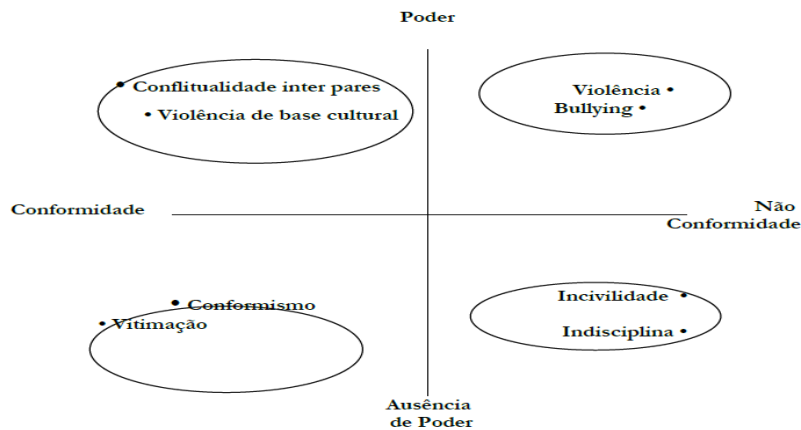 Poder
• Conflitualidade inter pares
• Violência de base cultural
Violência •
Bullying •
Conformidade
Não
Conformidade
• Conformismo
• Vitimação
Incivilidade •
Indisciplina •
Ausência
de Poder